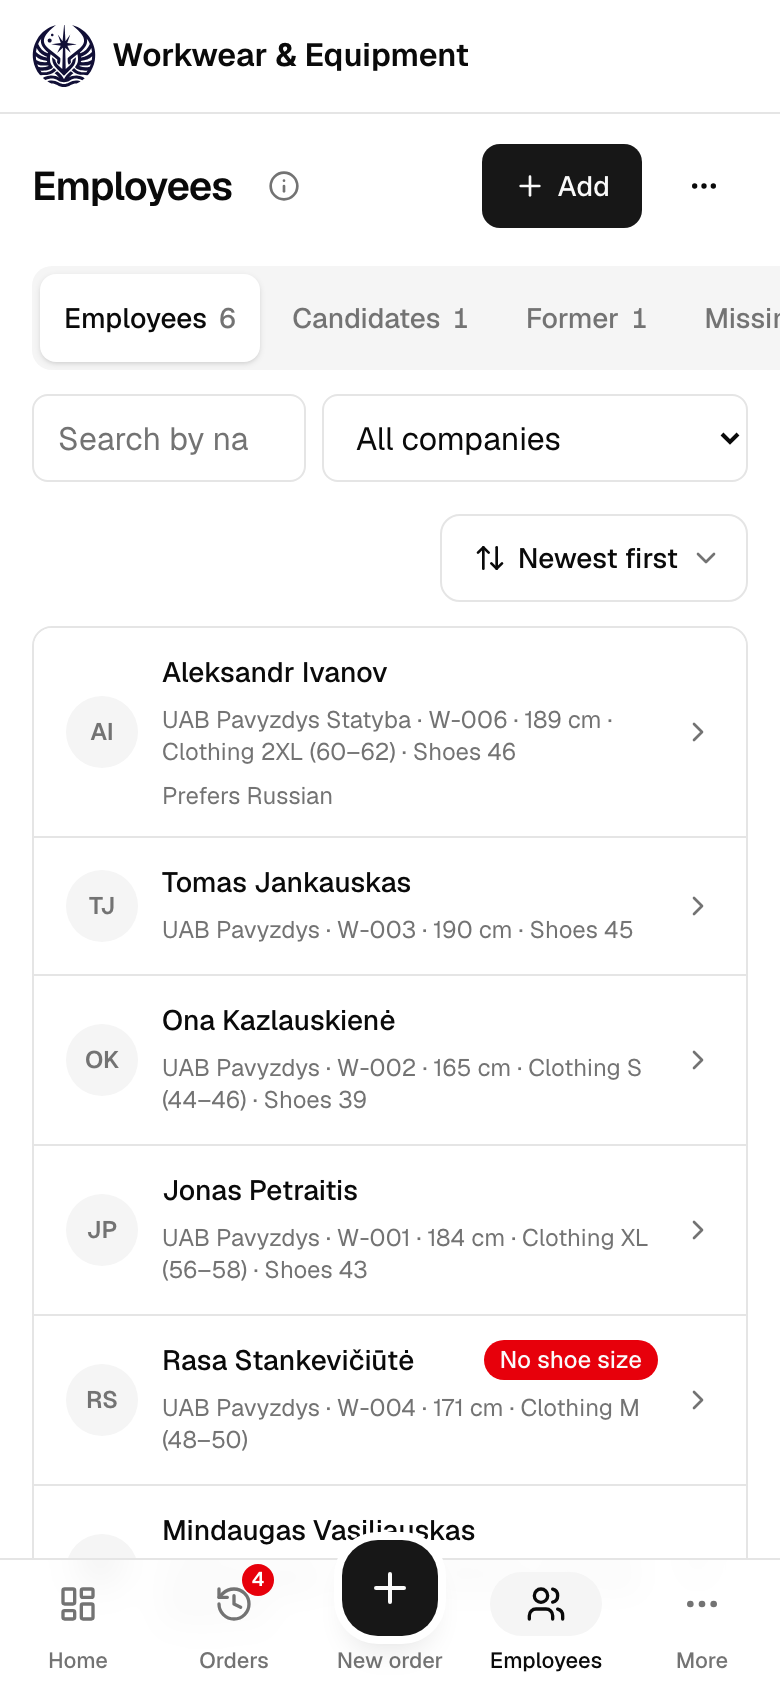 Workwear & Equipment
Employees
+ Add
Employees 6
Candidates 1
Former 1
Search by na
All companies
Newest first
Aleksandr Ivanov
AI
UAB Pavyzdys Statyba · W-006 · 189 cm ·
Clothing 2XL (60–62) · Shoes 46
Prefers Russian
Tomas Jankauskas
TJ
UAB Pavyzdys · W-003 · 190 cm · Shoes 45
Ona Kazlauskienė
OK
UAB Pavyzdys · W-002 · 165 cm · Clothing S
(44–46) · Shoes 39
Jonas Petraitis
JP
UAB Pavyzdys · W-001 · 184 cm · Clothing XL
(56–58) · Shoes 43
Rasa Stankevičiūtė
No shoe size
RS
UAB Pavyzdys · W-004 · 171 cm · Clothing M
(48–50)
Mindaugas Vasiliauskas
4
Home
Orders
New order
Employees
More